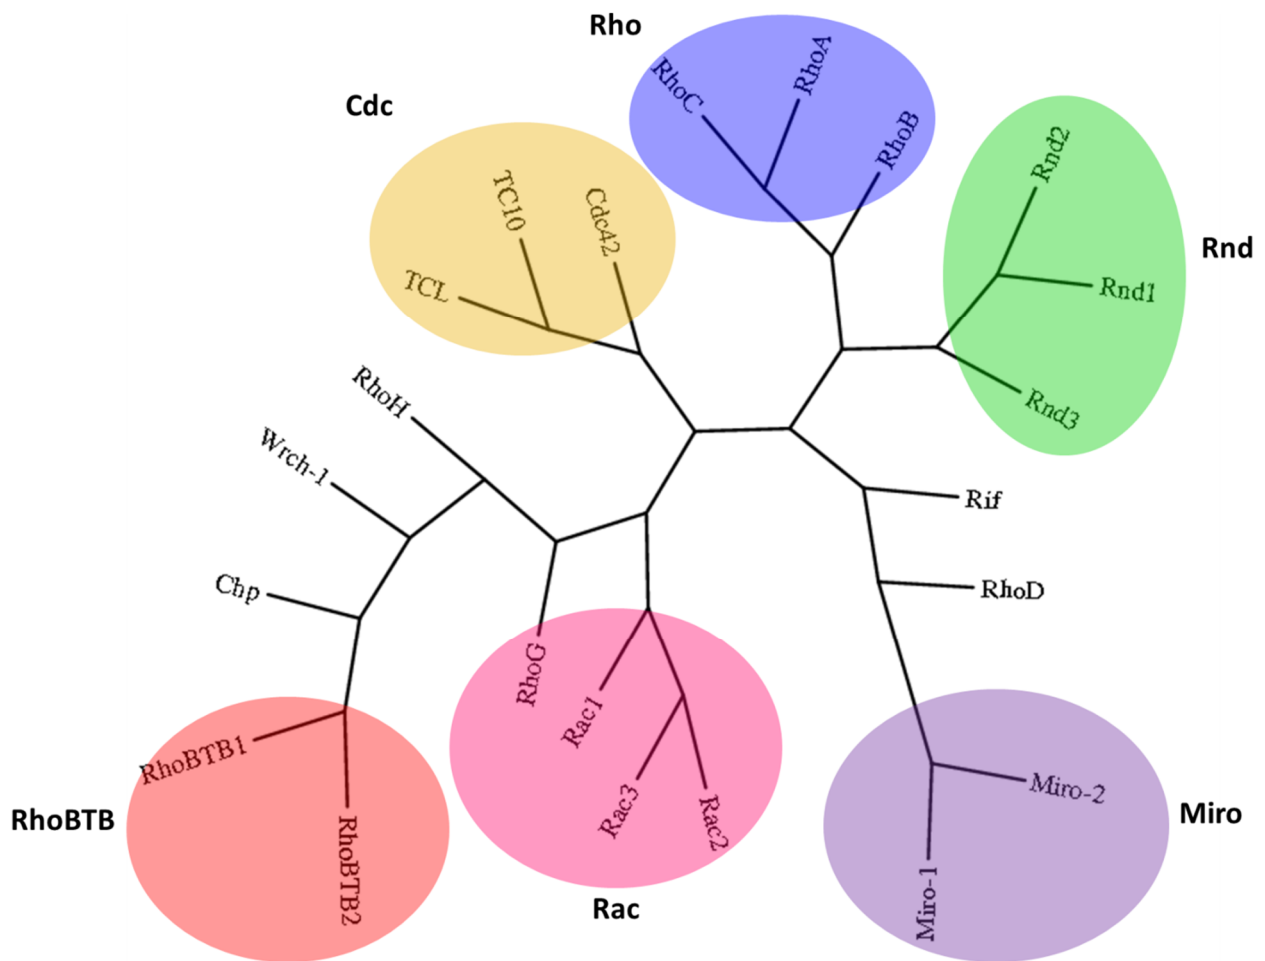 Rho
RhoC
RhoA
RhoB
Cdc
TC10
Cdc42
TCL
Rnd2
Rnd1
Rnd3
Rnd
RhoH
Wrch-1
Chp
Rif
RhoD
RhoG
Rac1
Rac3
Rac2
Rac
RhoBTB1
RhoBTB2
RhoBTB
Miro-2
Miro-1
Miro